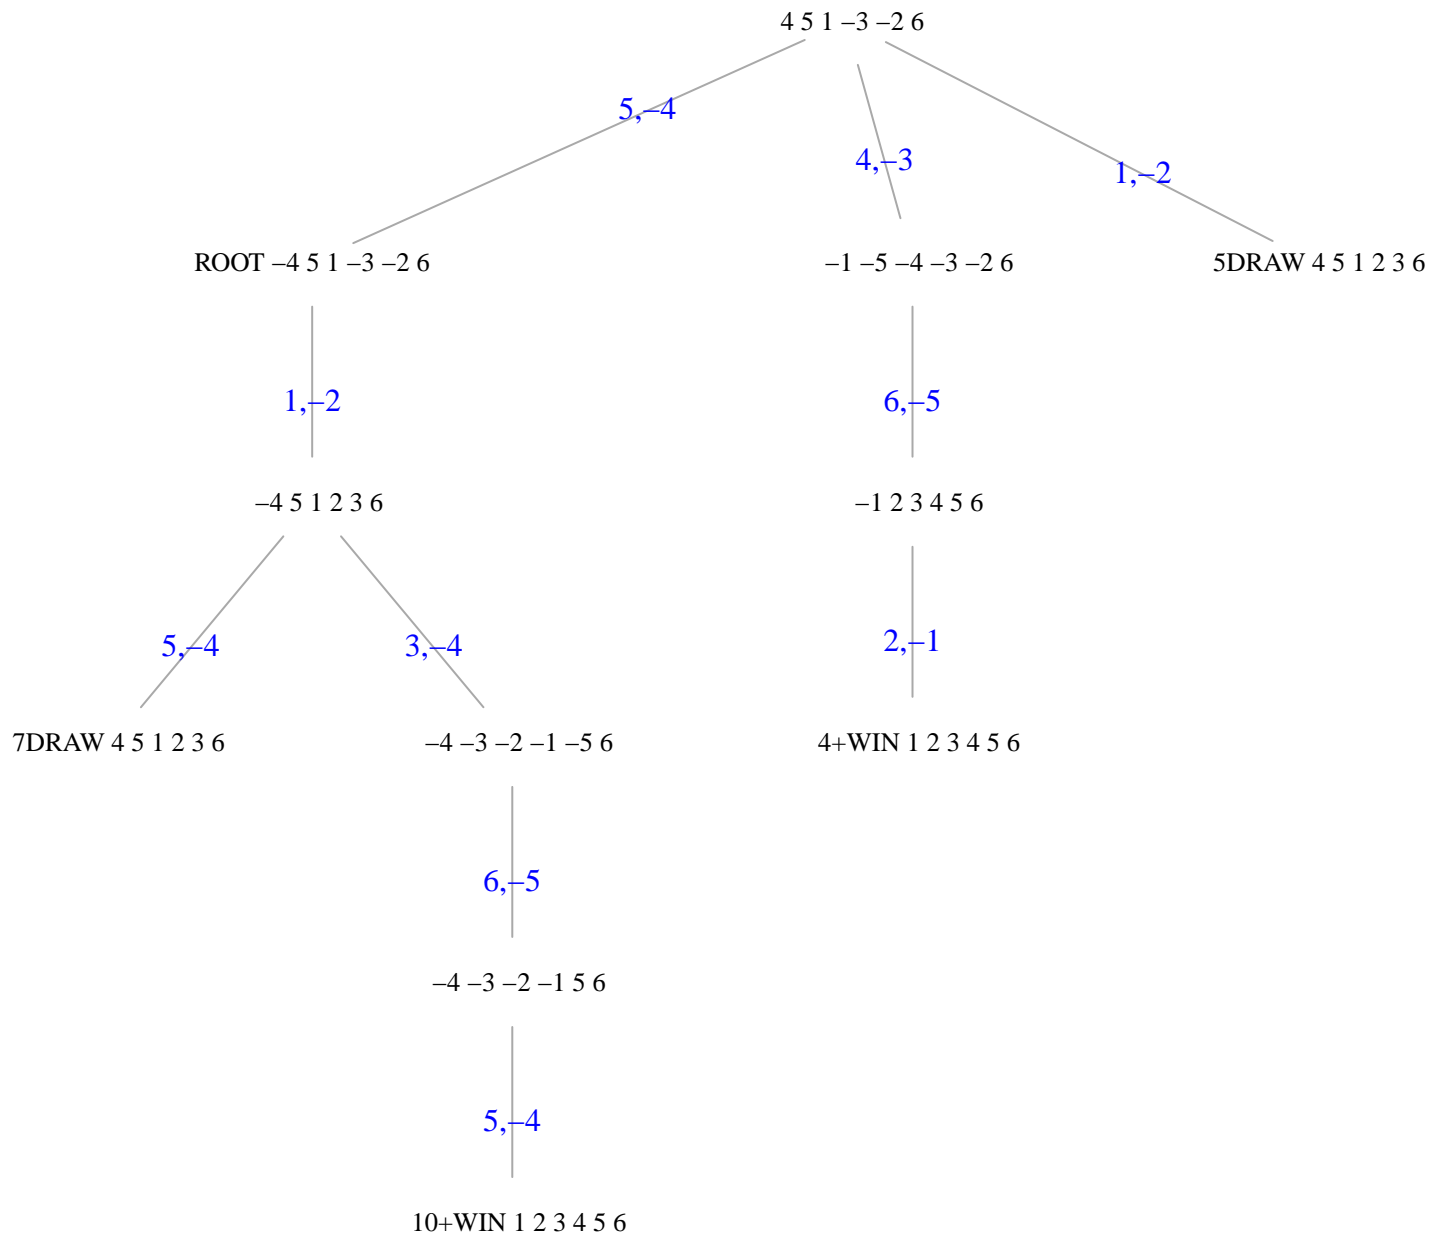 4 5 1 –3 –2 6
5,–4
4,–3
1,–2
ROOT –4 5 1 –3 –2 6
–1 –5 –4 –3 –2 6
5DRAW 4 5 1 2 3 6
1,–2
6,–5
–4 5 1 2 3 6
–1 2 3 4 5 6
5,–4
3,–4
2,–1
7DRAW 4 5 1 2 3 6
–4 –3 –2 –1 –5 6
4+WIN 1 2 3 4 5 6
6,–5
–4 –3 –2 –1 5 6
5,–4
10+WIN 1 2 3 4 5 6